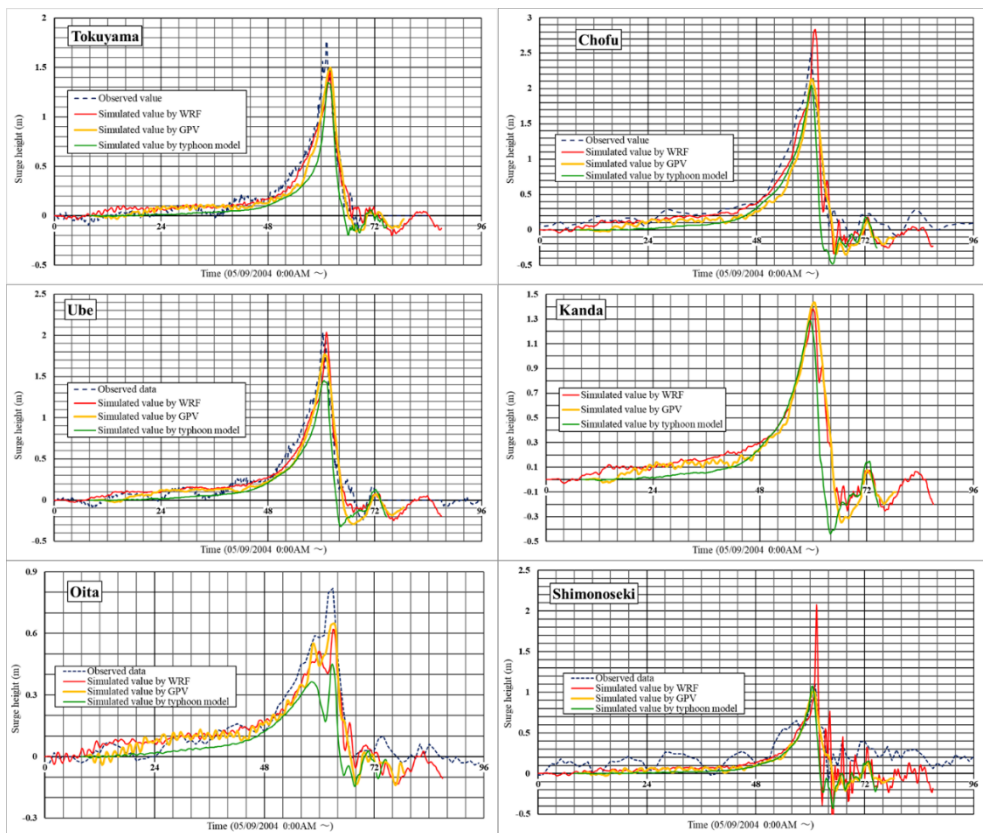 Tokuyama
2
1.5
1
0.5
0
-0.5
Surge height (m)
Observed value
Simulated value by WRF
Simulated value by GPV
Simulated value by typhoon model
0 24 48 72 96
Time (05/09/2004 0:00AM ～)
Chofu
3
2.5
2
1.5
1
0.5
0
-0.5
Surge height (m)
Observed value
Simulated value by WRF
Simulated value by GPV
Simulated value by typhoon model
0 24 48 72 96
Time (05/09/2004 0:00AM ～)
Ube
2.5
2
1.5
1
0.5
0
-0.5
Surge height (m)
Observed data
Simulated value by WRF
Simulated value by GPV
Simulated value by typhoon model
0 24 48 72 96
Time (05/09/2004 0:00AM ～)
Kanda
1.5
1.3
1.1
0.9
0.7
0.5
0.3
0.1
-0.1
-0.3
-0.5
Surge height (m)
Simulated value by WRF
Simulated value by GPV
Simulated value by typhoon model
0 24 48 72 96
Time (05/09/2004 0:00AM ～)
Oita
0.9
0.6
0.3
0
-0.3
Surge height (m)
Observed data
Simulated value by WRF
Simulated value by GPV
Simulated value by typhoon model
0 24 48 72 96
Time (05/09/2004 0:00AM ～)
Shimonoseki
2.5
2
1.5
1
0.5
0
-0.5
Surge height (m)
Observed data
Simulated value by WRF
Simulated value by GPV
Simulated value by typhoon model
0 24 48 72 96
Time (05/09/2004 0:00AM ～)